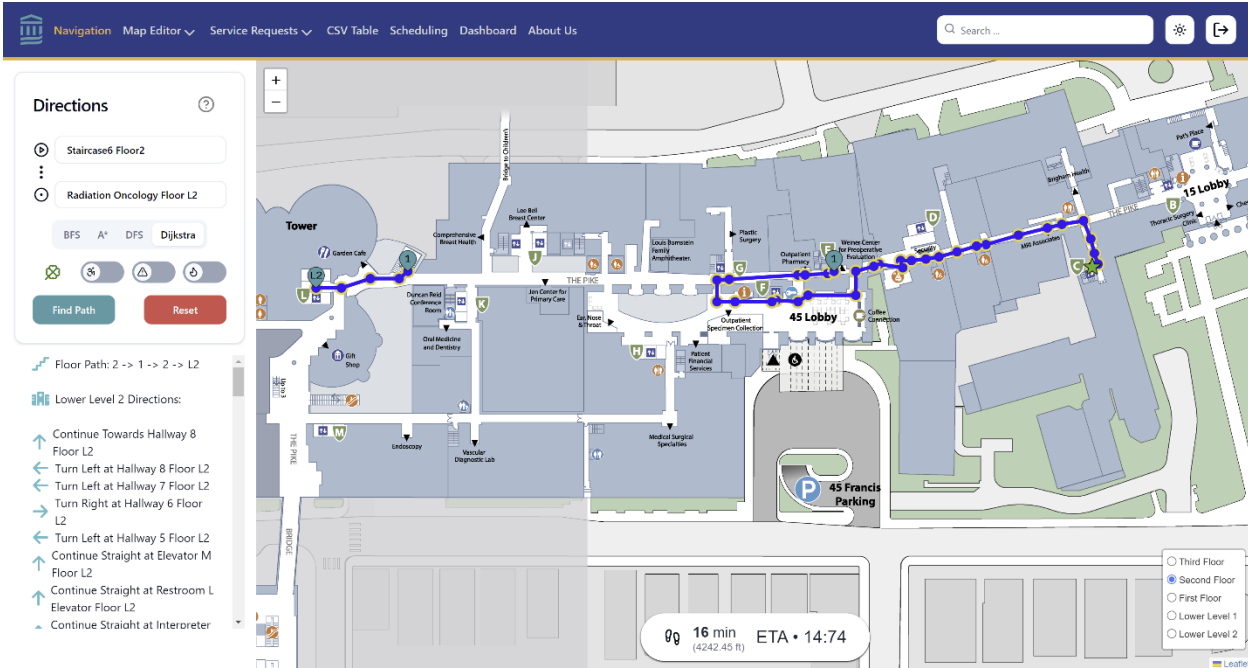 Navigation Map Editor Service Requests CSV Table Scheduling Dashboard About Us
Search ...
Directions
Staircase6 Floor2
Radiation Oncology Floor L2
BFS A* DFS Dijkstra
Find Path Reset
Floor Path: 2 -> 1 -> 2 -> L2
Lower Level 2 Directions:
Continue Towards Hallway 8
Floor L2
Turn Left at Hallway 8 Floor L2
Turn Left at Hallway 7 Floor L2
Turn Right at Hallway 6 Floor
L2
Turn Left at Hallway 5 Floor L2
Continue Straight at Elevator M
Floor L2
Continue Straight at Restroom L
Elevator Floor L2
Continue Straight at Interpreter
+
−
Bridge to Children's
Pat's Place
Brigham Health
15 Lobby
B
THE PIKE
Thoracic Surgery
Clinic
Che
Tower
Garden Cafe
Comprehensive
Breast Health
Lee Bell
Breast Center
J
Louis Bornstein
Family
Amphitheater.
Plastic
Surgery
G
Outpatient
Pharmacy
E
1
Weiner Center
for Preoperative
Evaluation
D
Security
Mill Associates
C
L2
L
1
THE PIKE
Duncan Reid
Conference
Room
K
Jen Center for
Primary Care
F
Ear, Nose
& Throat
Outpatient
Specimen Collection
45 Lobby
Coffee
Connection
Oral Medicine
and Dentistry
Gift
Shop
H
Patient
Financial
Services
Up to 3
M
THE PIKE
Endoscopy
Vascular
Diagnostic Lab
Medical Surgical
Specialties
P
45 Francis
Parking
BRIDGE
16 min
(4242.45 ft)
ETA • 14:74
Third Floor
Second Floor
First Floor
Lower Level 1
Lower Level 2